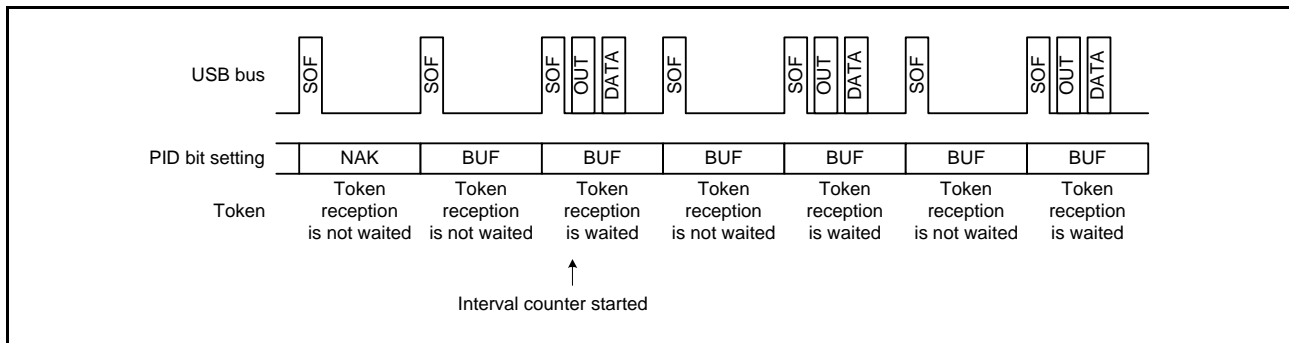 USB bus SOF SOF SOF OUT DATA SOF SOF OUT DATA SOF SOF OUT DATA
PID bit setting NAK BUF BUF BUF BUF BUF BUF
Token
Token reception is not waited
Token reception is not waited
Token reception is waited
Token reception is not waited
Token reception is waited
Token reception is not waited
Token reception is waited
Interval counter started